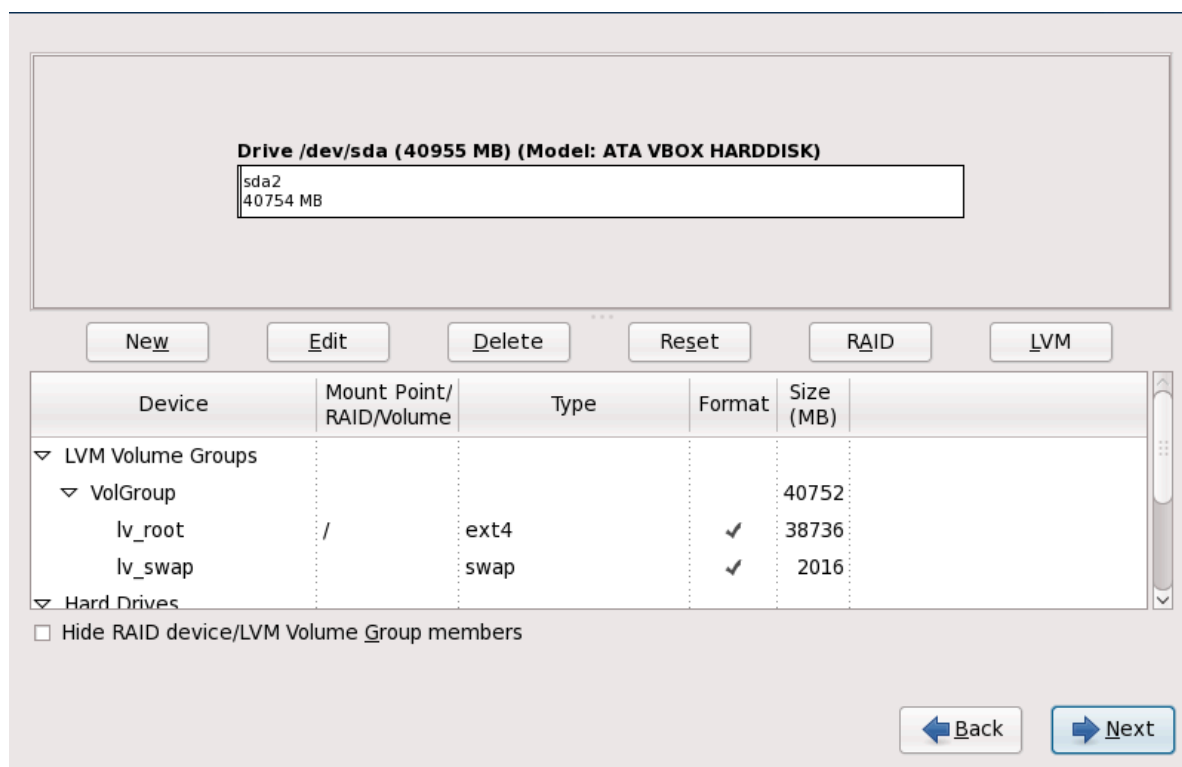 Drive /dev/sda (40955 MB) (Model: ATA VBOX HARDDISK)
sda2
40754 MB
New Edit Delete Reset RAID LVM
Device Mount Point/ RAID/Volume Type Format Size (MB)
LVM Volume Groups
VolGroup 40752
lv_root / ext4 38736
lv_swap swap 2016
Hard Drives
Hide RAID device/LVM Volume Group members
Back Next